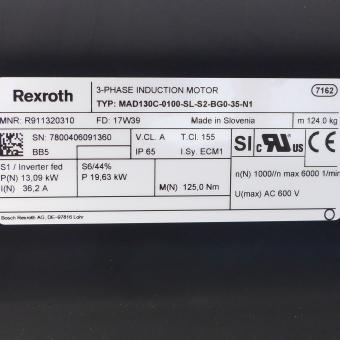 Rexroth
3-PHASE INDUCTION MOTOR
7162
TYP: MAD130C-0100-SL-S2-BG0-35-N1
MNR: R911320310 FD: 17W39 Made in Slovenia m 124.0 kg
SN: 7800406091360 V.CL. A T.Cl. 155
BB5 IP 65 I.Sy. ECM1
SI c US CE
S1 / Inverter fed S6/44%
P(N) 13,09 kW P 19,63 kW
I(N) 36,2 A M(N) 125,0 Nm
n(N) 1000//n max 6000 1/min
U(max) AC 600 V
Bosch Rexroth AG, DE-97816 Lohr